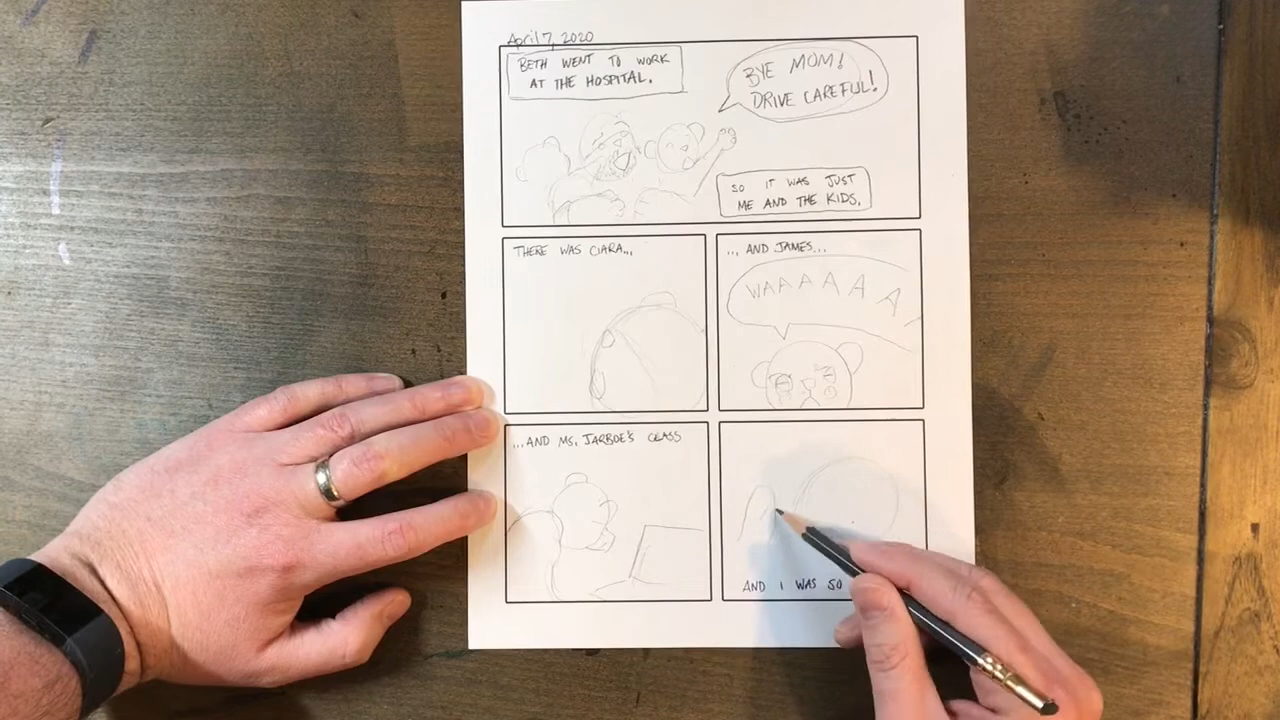 April 7, 2020
BETH WENT TO WORK
AT THE HOSPITAL.
BYE MOM!
DRIVE CAREFUL!
SO IT WAS JUST
ME AND THE KIDS.
THERE WAS CIARA...
... AND JAMES...
WAAAAAA
...AND MS. JARBOE'S CLASS
AND I WAS SO